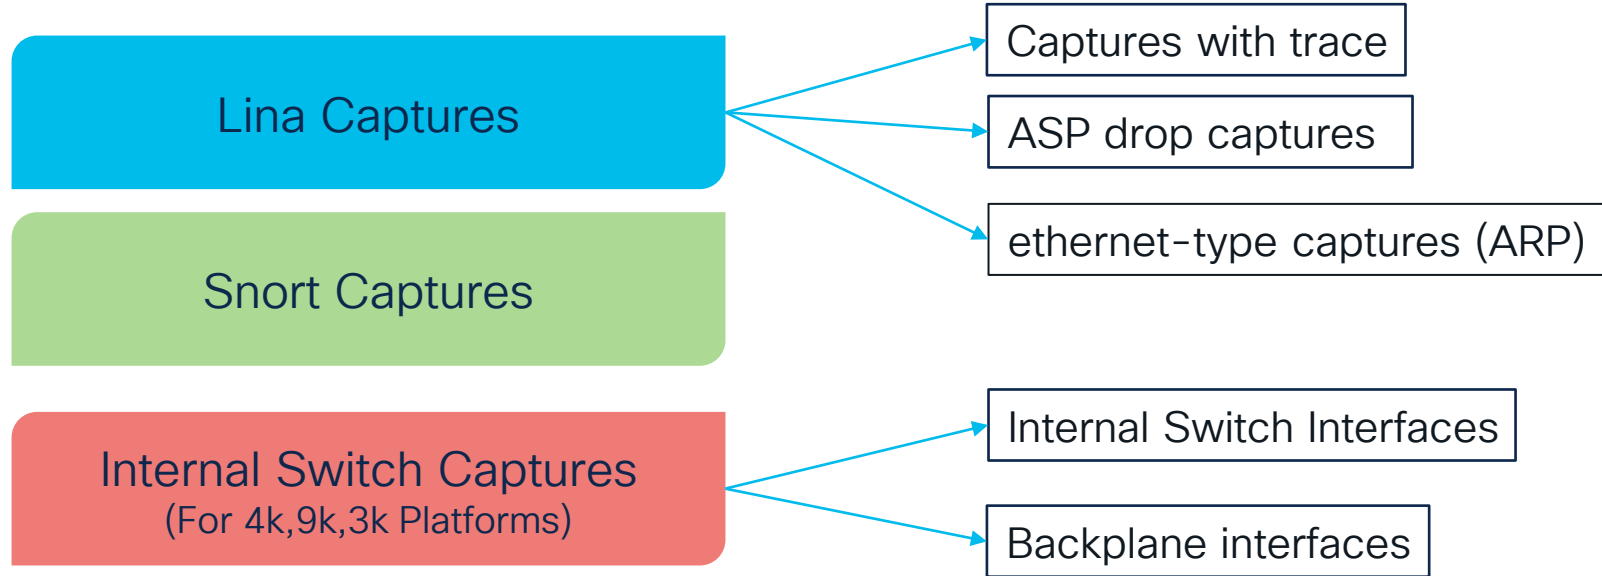 Lina Captures
Captures with trace
ASP drop captures
ethernet-type captures (ARP)
Snort Captures
Internal Switch Captures
(For 4k,9k,3k Platforms)
Internal Switch Interfaces
Backplane interfaces